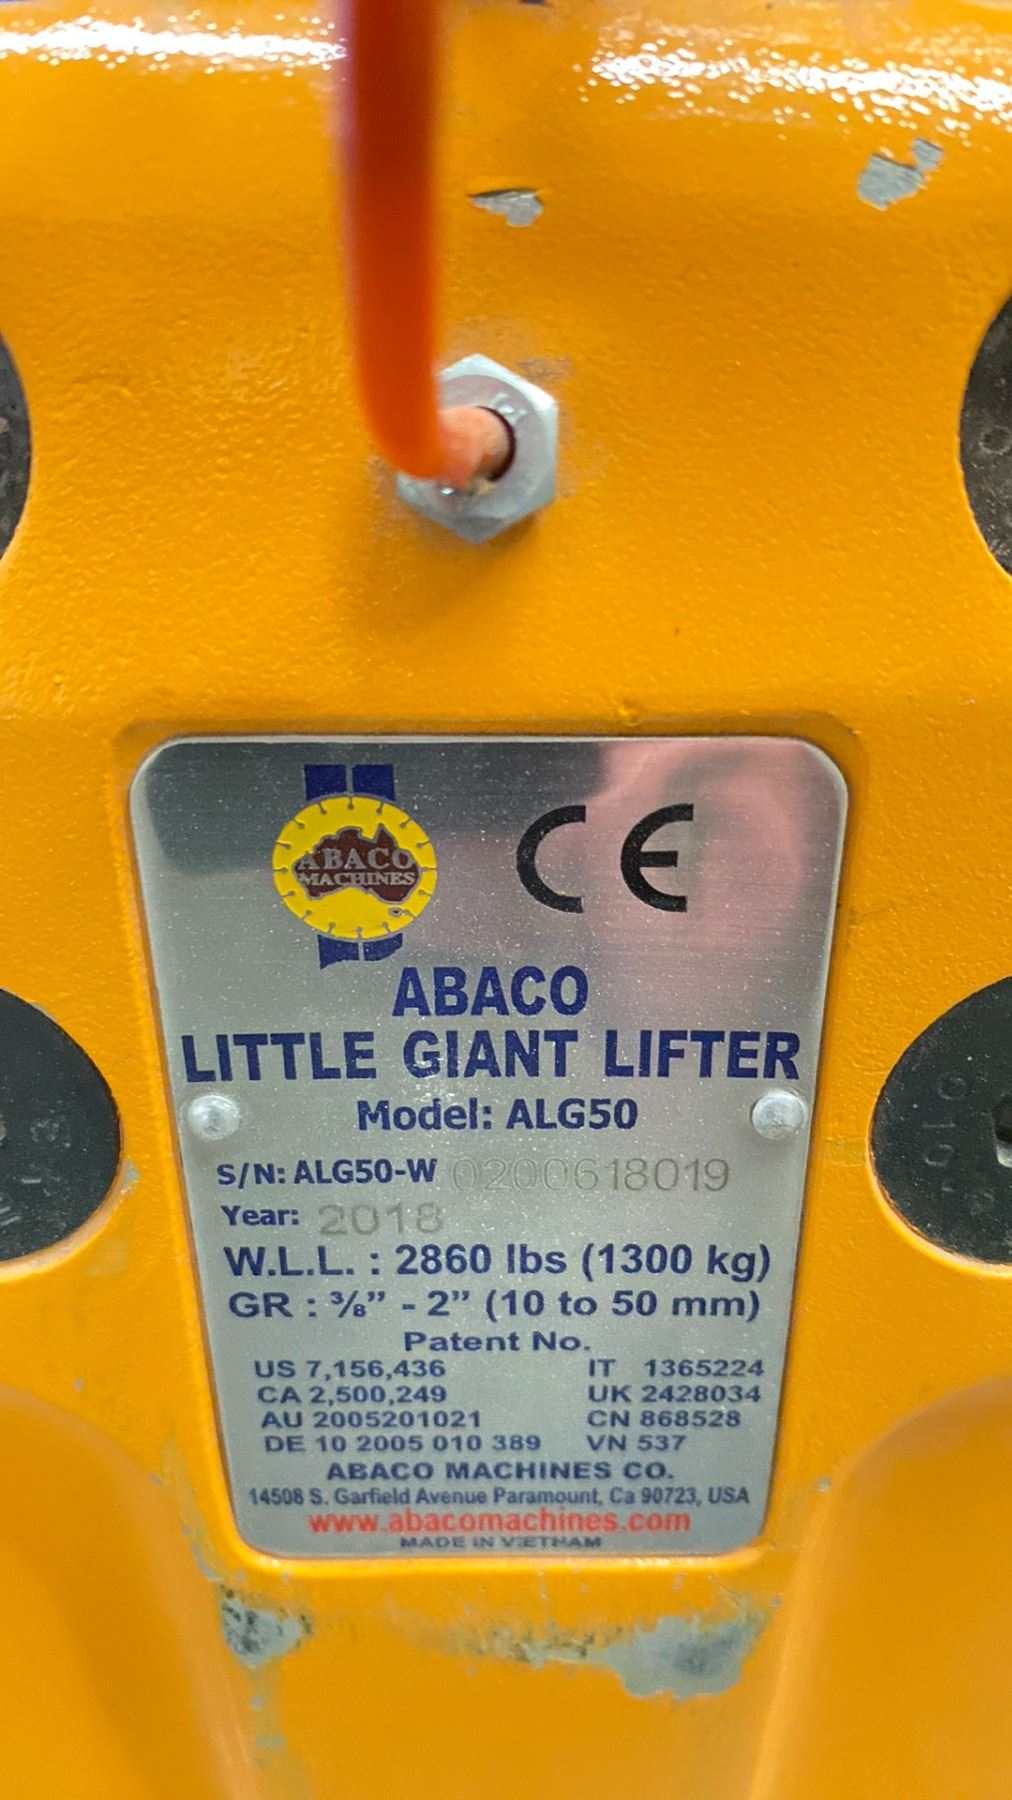 ABACO
MACHINES
CE
ABACO
LITTLE GIANT LIFTER
Model: ALG50
S/N: ALG50-W 0200618019
Year: 2018
W.L.L. : 2860 lbs (1300 kg)
GR : ⅜” - 2” (10 to 50 mm)
Patent No.
US 7,156,436 IT 1365224
CA 2,500,249 UK 2428034
AU 2005201021 CN 868528
DE 10 2005 010 389 VN 537
ABACO MACHINES CO.
14508 S. Garfield Avenue Paramount, Ca 90723, USA
www.abacomachines.com
MADE IN VIETNAM